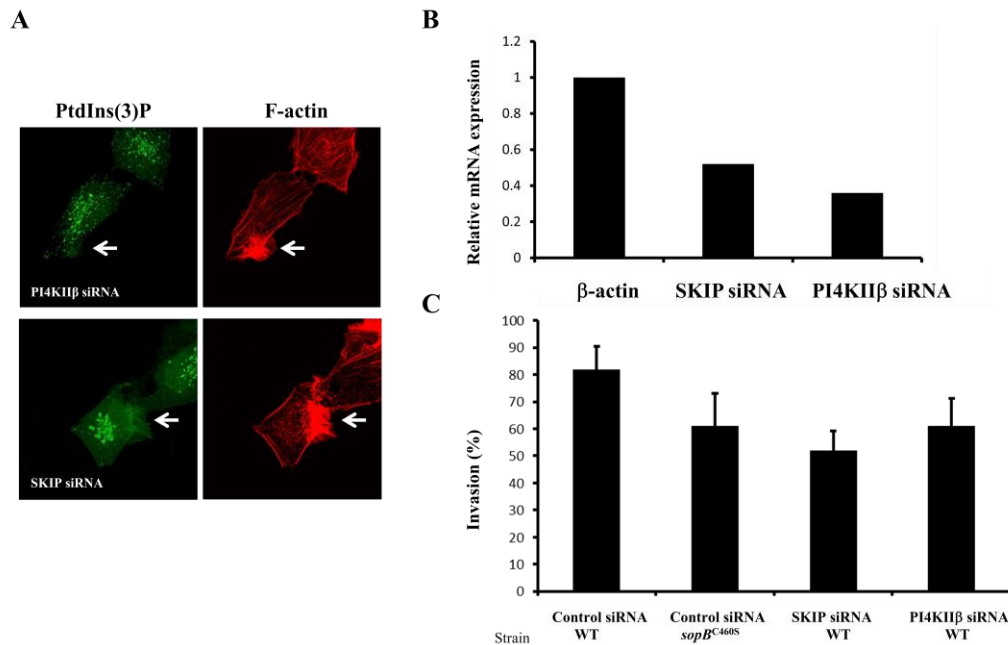 A
PtdIns(3)P
F-actin
PI4KIIβ siRNA
SKIP siRNA
B
Relative mRNA expression
1.2
1
0.8
0.6
0.4
0.2
0
β-actin
SKIP siRNA
PI4KIIβ siRNA
C
Invasion (%)
100
90
80
70
60
50
40
30
20
10
0
Strain
Control siRNA
WT
Control siRNA
sopB^C460S
SKIP siRNA
WT
PI4KIIβ siRNA
WT